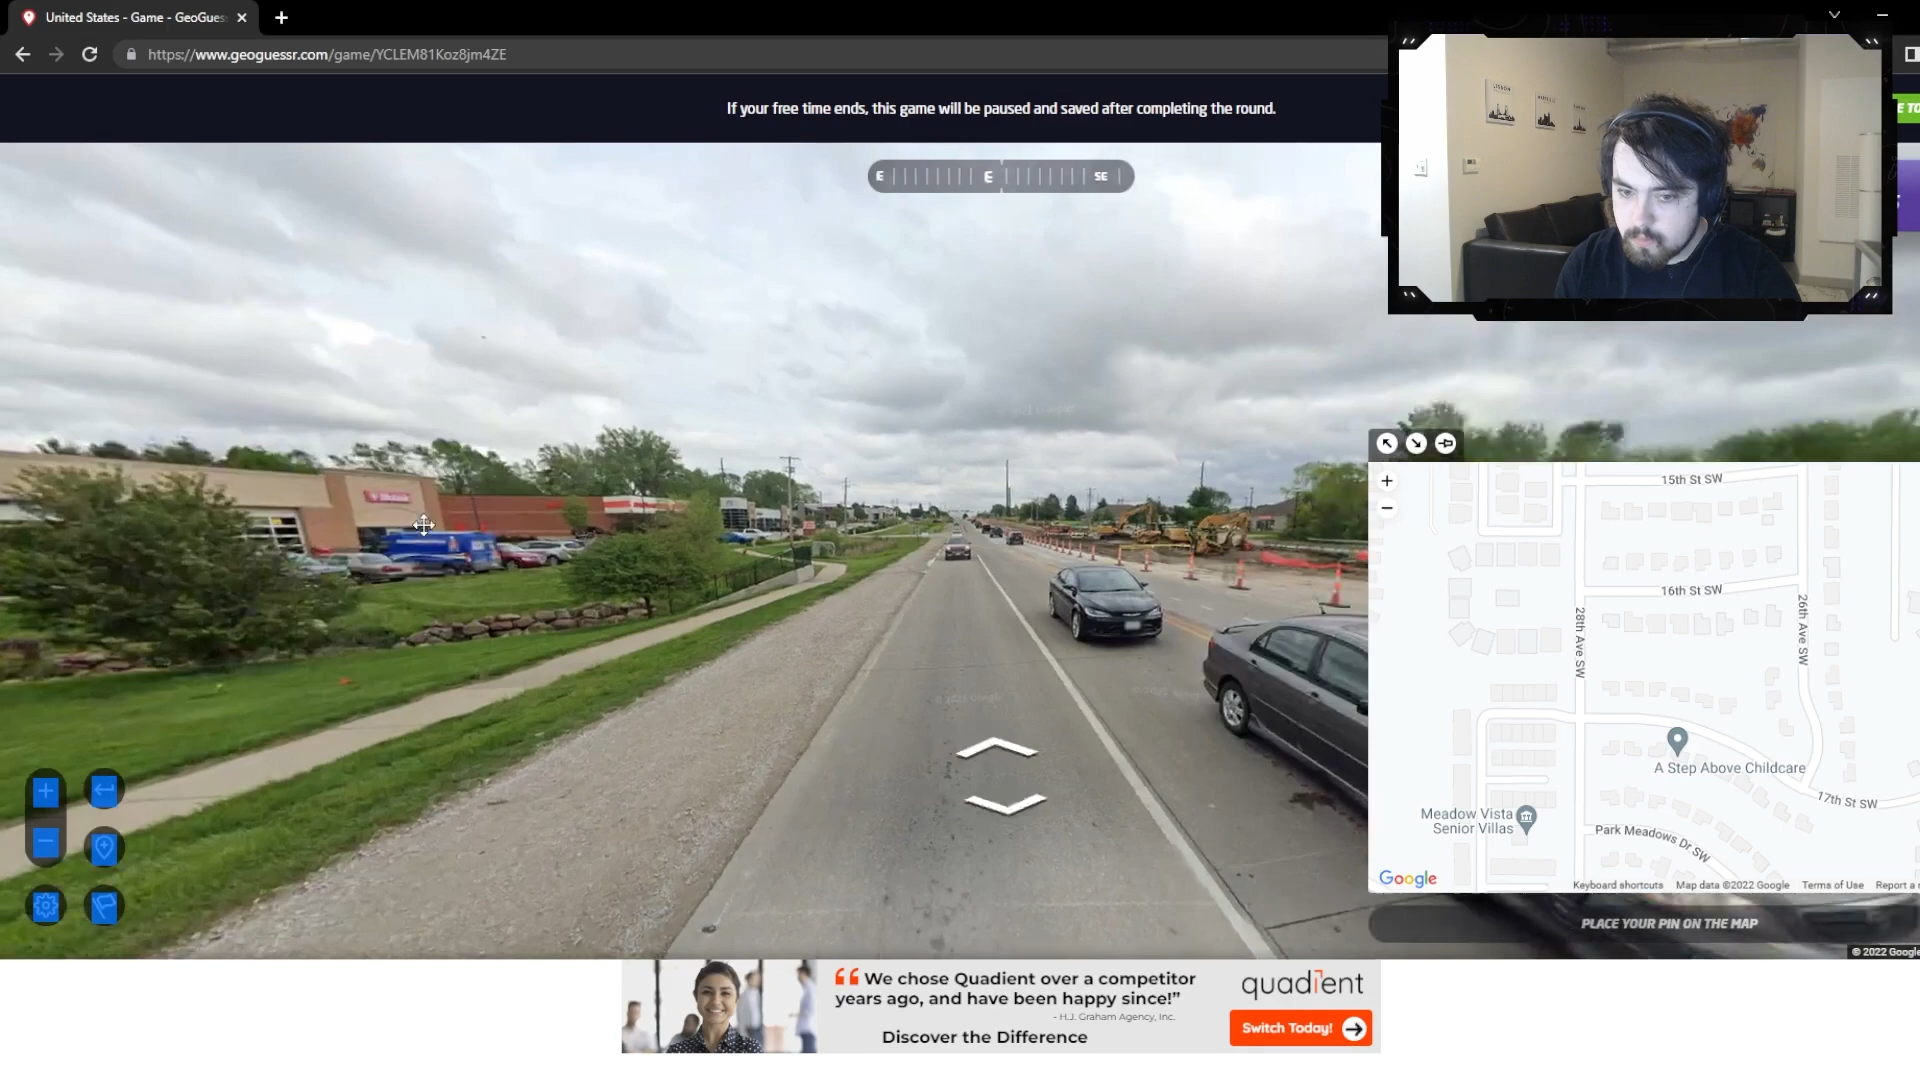 United States - Game - GeoGues
https://www.geoguessr.com/game/YCLEM81Koz8jm4ZE
If your free time ends, this game will be paused and saved after completing the round.
E TO
E
E
SE
LISBON
15th St SW
16th St SW
28th Ave SW
26th Ave SW
A Step Above Childcare
17th St SW
Meadow Vista
Senior Villas
Park Meadows Dr SW
Google
Keyboard shortcuts
Map data ©2022 Google
Terms of Use
Report a
PLACE YOUR PIN ON THE MAP
© 2022 Google
We chose Quadient over a competitor
years ago, and have been happy since!”
- H.J. Graham Agency, Inc.
Discover the Difference
quadient
Switch Today!